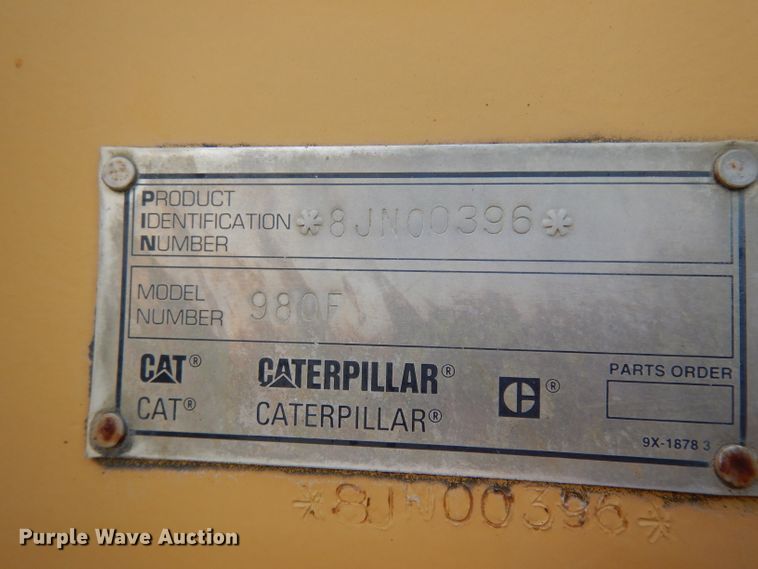 PRODUCT
IDENTIFICATION *8JN00396*
NUMBER
MODEL
NUMBER 980F
PARTS ORDER
CAT® CATERPILLAR® C®
CAT® CATERPILLAR®
9X-1878 3
*8JN00396*
Purple Wave Auction